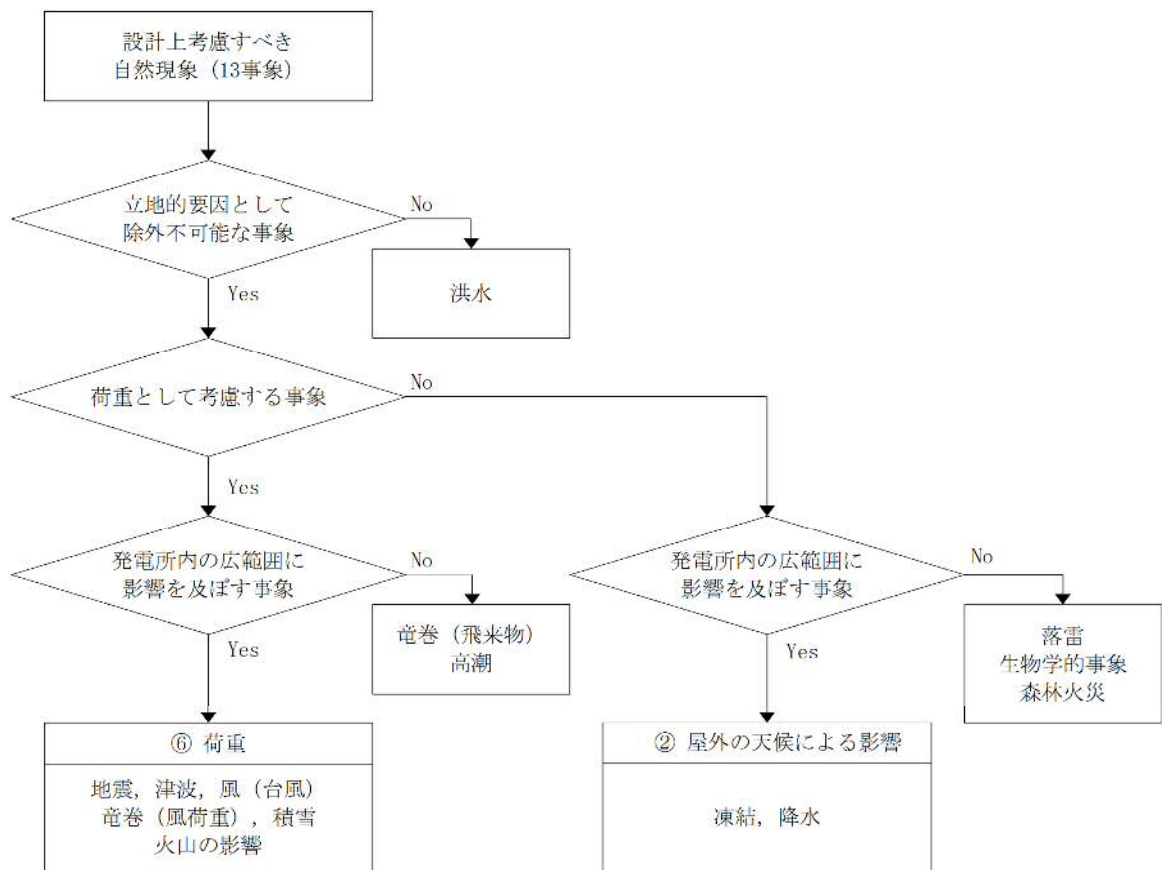 設計上考慮すべき
自然現象（13事象）
立地的要因として
除外不可能な事象
No
洪水
Yes
荷重として考慮する事象
No
Yes
発電所内の広範囲に
影響を及ぼす事象
No
竜巻（飛来物）
高潮
Yes
発電所内の広範囲に
影響を及ぼす事象
No
落雷
生物学的事象
森林火災
Yes
⑥ 荷重
地震，津波，風（台風）
竜巻（風荷重），積雪
火山の影響
② 屋外の天候による影響
凍結，降水